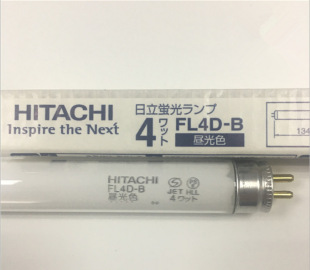 HITACHI
Inspire the Next
日立蛍光ランプ
4ワット FL4D-B
昼光色
134
HITACHI
FL4D-B
昼光色
JET HLL
4ワット